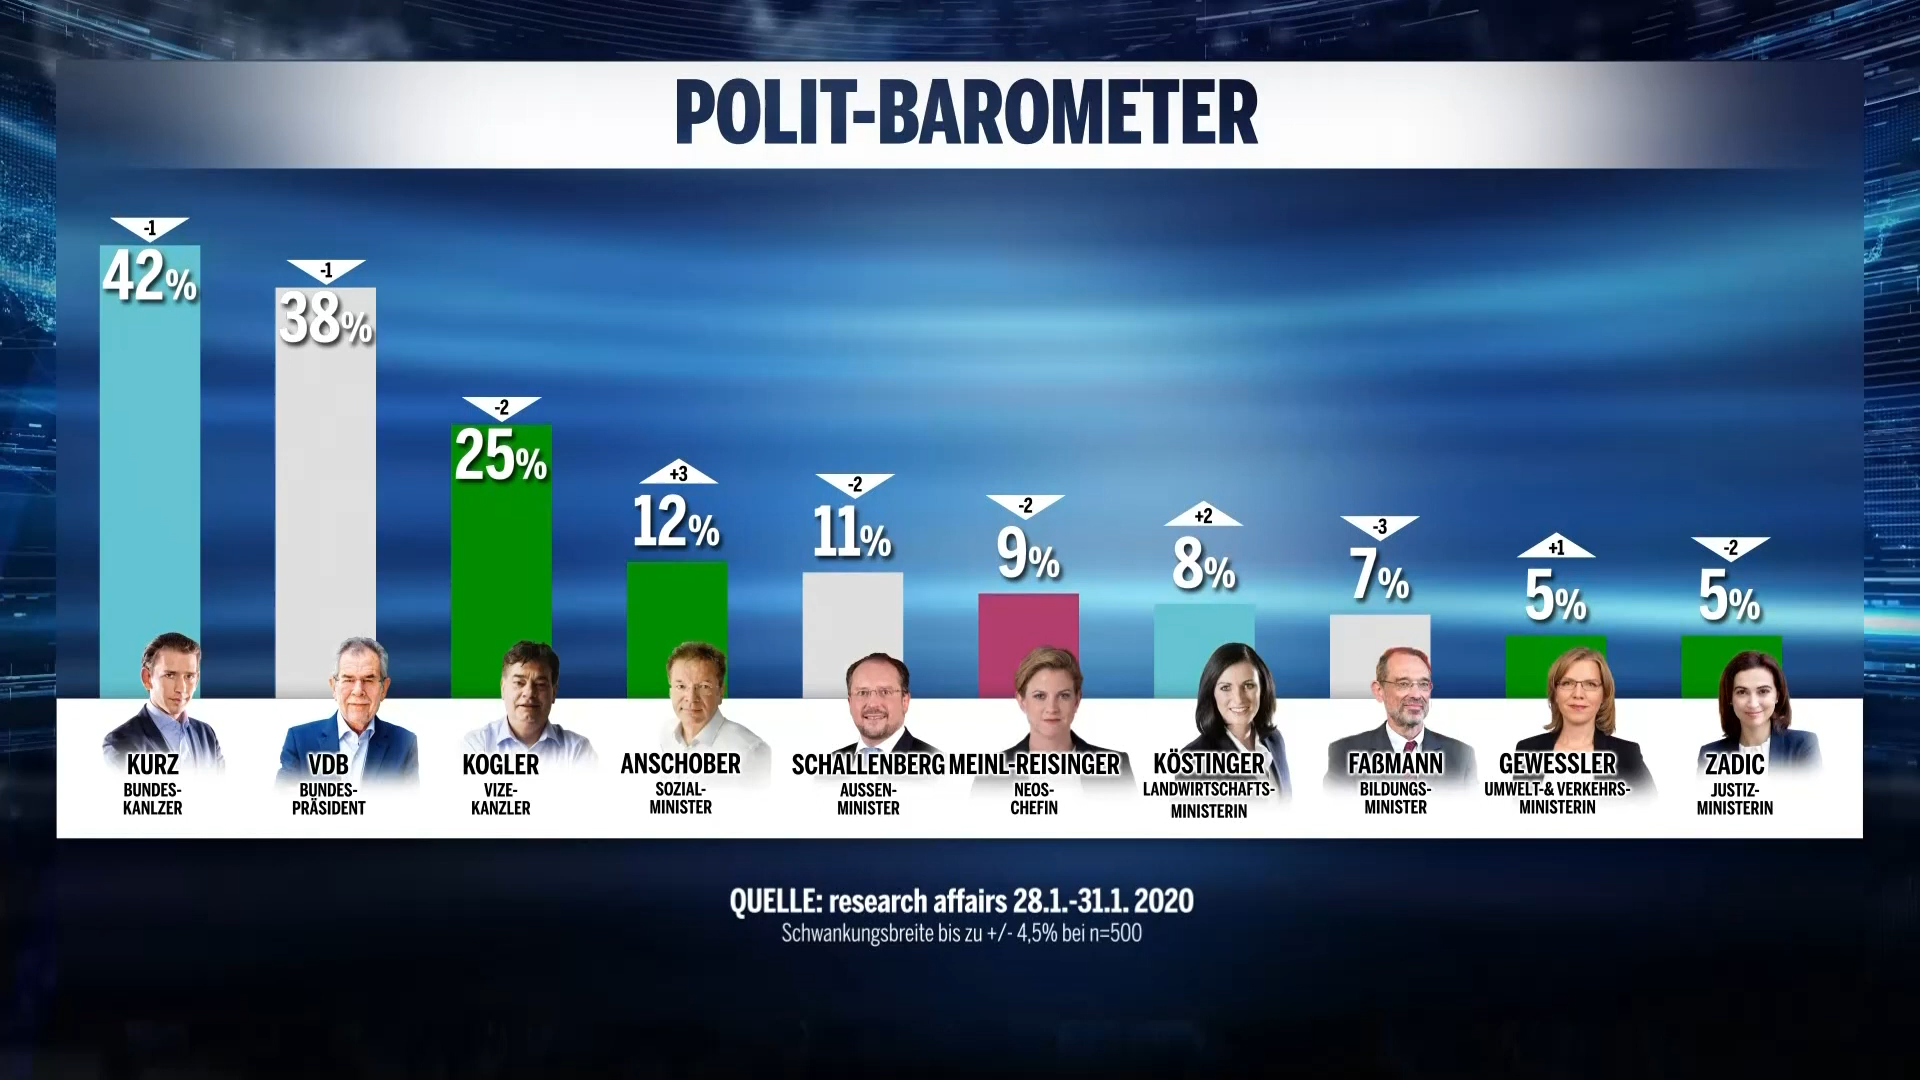 POLIT-BAROMETER
-1
42%
-1
38%
-2
25%
+3
12%
-2
11%
-2
9%
+2
8%
-3
7%
+1
5%
-2
5%
KURZ
BUNDES-
KANLZER
VDB
BUNDES-
PRÄSIDENT
KOGLER
VIZE-
KANZLER
ANSCHOBER
SOZIAL-
MINISTER
SCHALLENBERG
AUSSEN-
MINISTER
MEINL-REISINGER
NEOS-
CHEFIN
KÖSTINGER
LANDWIRTSCHAFTS-
MINISTERIN
FAßMANN
BILDUNGS-
MINISTER
GEWESSLER
UMWELT-& VERKEHRS-
MINISTERIN
ZADIC
JUSTIZ-
MINISTERIN
QUELLE: research affairs 28.1.-31.1. 2020
Schwankungsbreite bis zu +/- 4,5% bei n=500